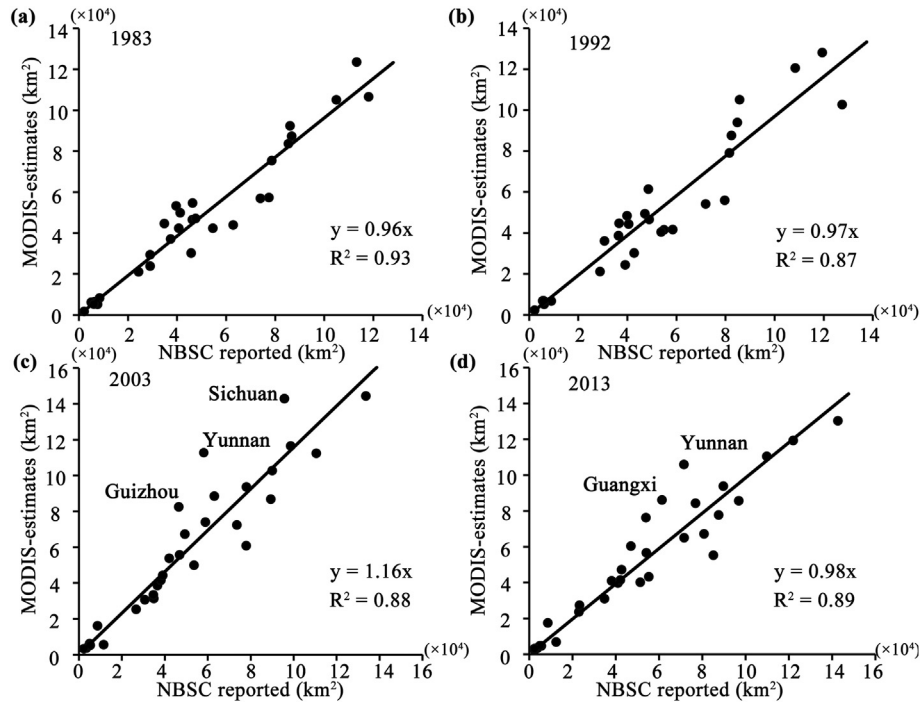 (a)
(×10⁴)
14
1983
12
10
8
6
4
2
0
MODIS-estimates (km²)
y = 0.96x
R² = 0.93
0 2 4 6 8 10 12 14
(×10⁴)
NBSC reported (km²)
(b)
(×10⁴)
14
1992
12
10
8
6
4
2
0
MODIS-estimates (km²)
y = 0.97x
R² = 0.87
0 2 4 6 8 10 12 14
(×10⁴)
NBSC reported (km²)
(c)
(×10⁴)
16
2003
14
12
10
8
6
4
2
0
MODIS-estimates (km²)
Sichuan
Yunnan
Guizhou
y = 1.16x
R² = 0.88
0 2 4 6 8 10 12 14 16
(×10⁴)
NBSC reported (km²)
(d)
(×10⁴)
16
2013
14
12
10
8
6
4
2
0
MODIS-estimates (km²)
Yunnan
Guangxi
y = 0.98x
R² = 0.89
0 2 4 6 8 10 12 14 16
(×10⁴)
NBSC reported (km²)